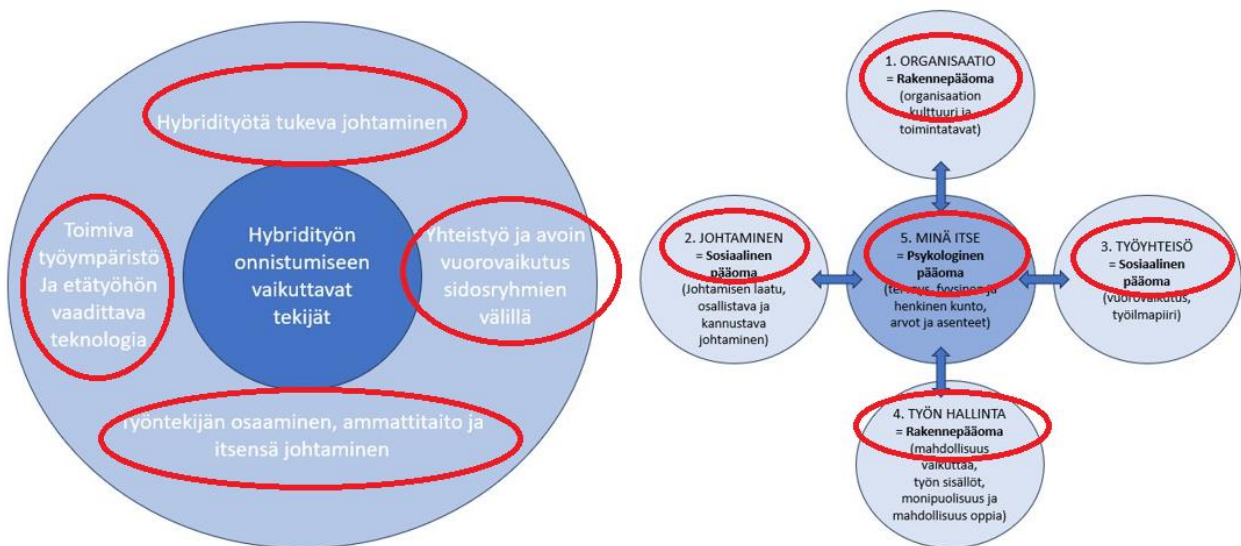 Hybridityötä tukeva johtaminen
Toimiva
työympäristö
Ja etätyöhön
vaadittava
teknologia
Hybridityön
onnistumiseen
vaikuttavat
tekijät
Yhteistyö ja avoin
vuorovaikutus
sidosryhmien
välillä
Työntekijän osaaminen, ammattitaito ja
itsensä johtaminen
1. ORGANISAATIO
= Rakennepääoma
(organisaation
kulttuuri ja
toimintatavat)
2. JOHTAMINEN
= Sosiaalinen
pääoma
(Johtamisen laatu,
osallistava ja
kannustava
johtaminen)
5. MINÄ ITSE
= Psykologinen
pääoma
(terveys, fyysinen ja
henkinen kunto,
arvot ja asenteet)
3. TYÖYHTEISÖ
= Sosiaalinen
pääoma
(vuorovaikutus,
työilmapiiri)
4. TYÖN HALLINTA
= Rakennepääoma
(mahdollisuus
vaikuttaa,
työn sisällöt,
monipuolisuus ja
mahdollisuus oppia)